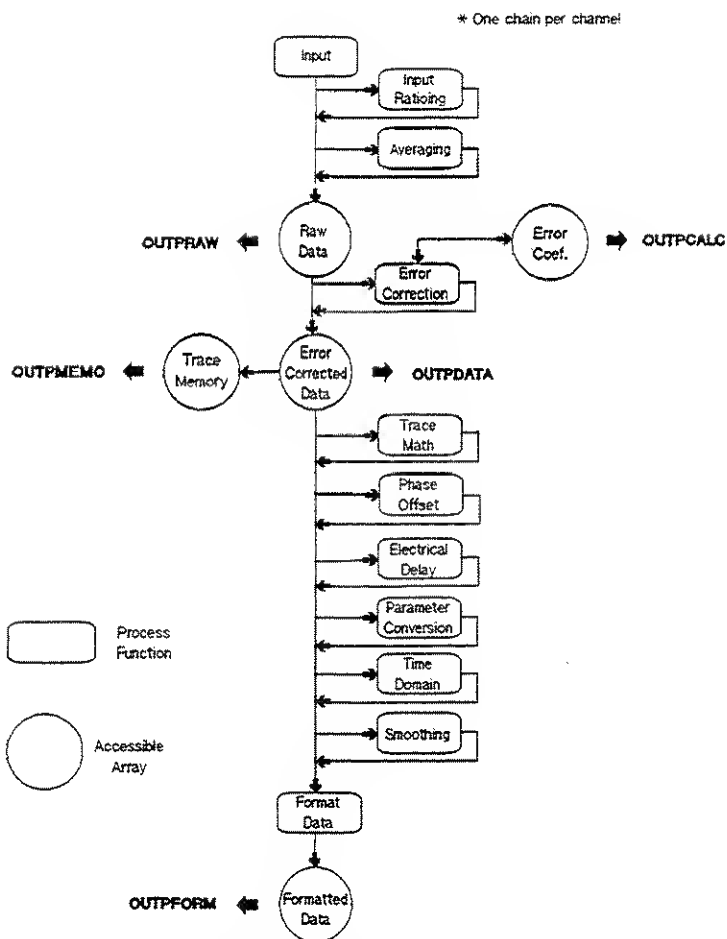 * One chain per channel
Input
Input
Ratioing
Averaging
OUTPRAW
Raw
Data
Error
Coef.
OUTPCALC
Error
Correction
OUTPMEMO
Trace
Memory
Error
Corrected
Data
OUTPDATA
Trace
Math
Phase
Offset
Electrical
Delay
Process
Function
Parameter
Conversion
Time
Domain
Accessible
Array
Smoothing
Format
Data
OUTPFORM
Formatted
Data